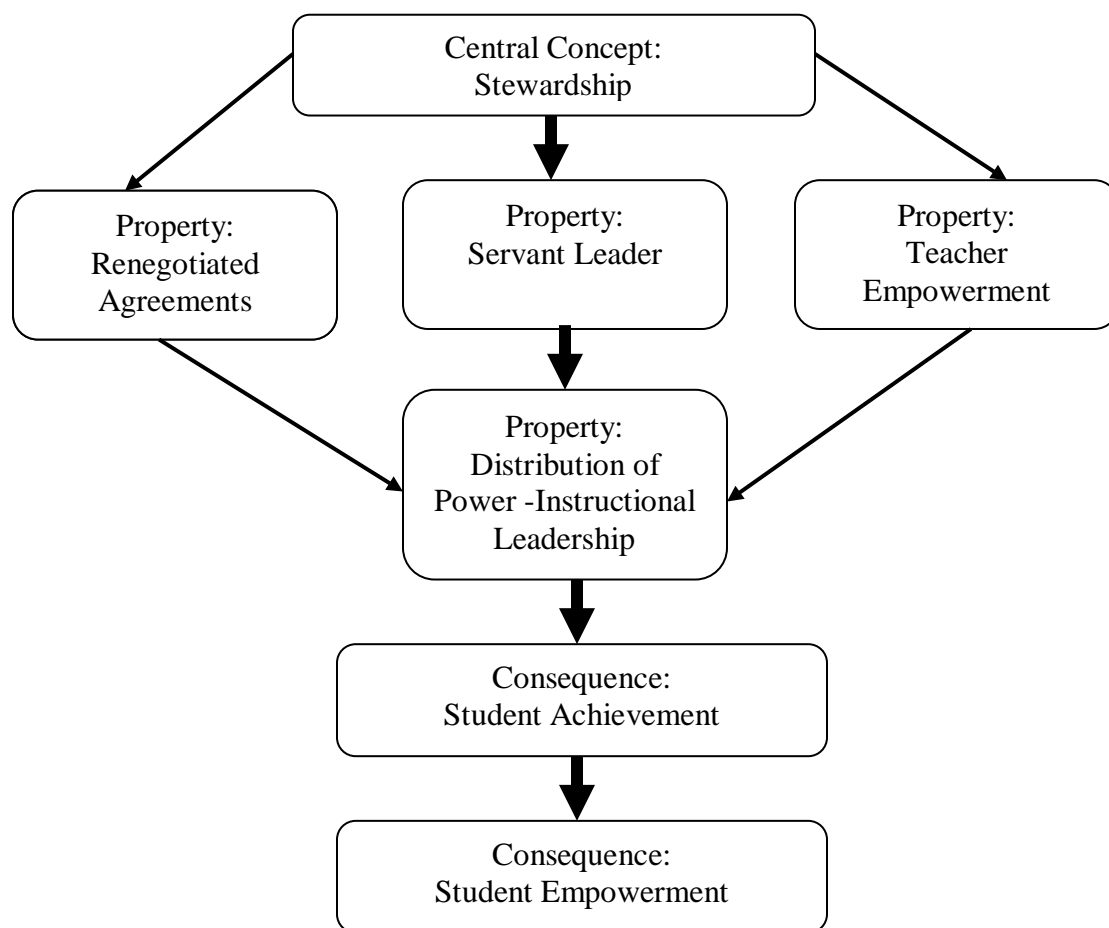 Central Concept:
Stewardship
Property:
Renegotiated
Agreements
Property:
Servant Leader
Property:
Teacher
Empowerment
Property:
Distribution of
Power -Instructional
Leadership
Consequence:
Student Achievement
Consequence:
Student Empowerment